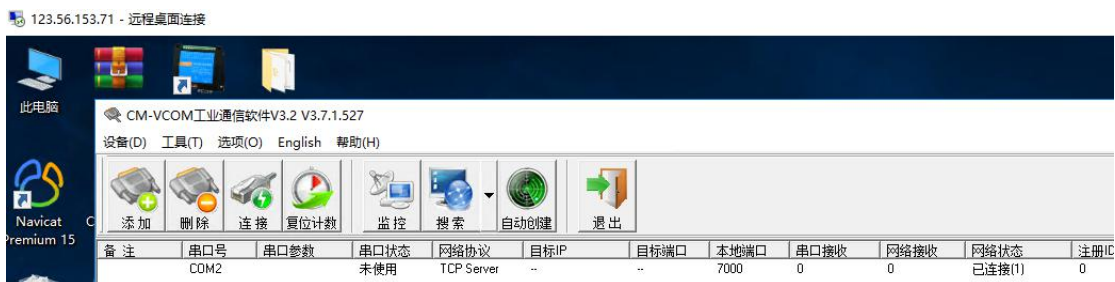 123.56.153.71 - 远程桌面连接
此电脑
CM-VCOM工业通信软件V3.2 V3.7.1.527
设备(D) 工具(T) 选项(O) English 帮助(H)
添加 删除 连接 复位计数 监控 搜索 自动创建 退出
Navicat
Premium 15
备注 串口号 串口参数 串口状态 网络协议 目标IP 目标端口 本地端口 串口接收 网络接收 网络状态 注册ID
COM2 未使用 TCP Server -- -- 7000 0 0 已连接(1) 0